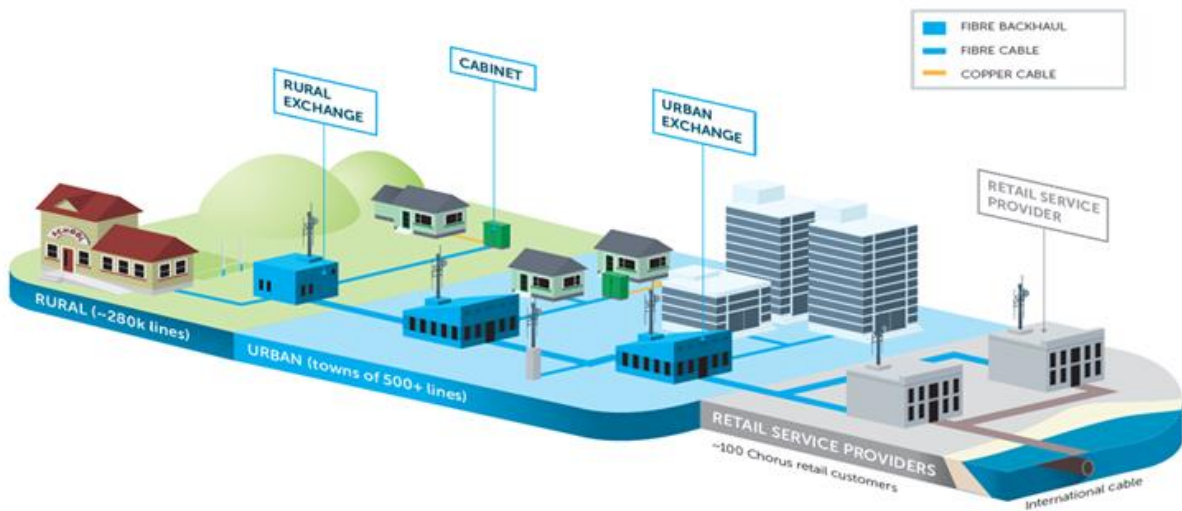 FIBRE BACKHAUL
FIBRE CABLE
COPPER CABLE
CABINET
RURAL
EXCHANGE
URBAN
EXCHANGE
RETAIL SERVICE
PROVIDER
SCHOOL
RURAL (~280k lines)
URBAN (towns of 500+ lines)
RETAIL SERVICE PROVIDERS
~100 Chorus retail customers
International cable